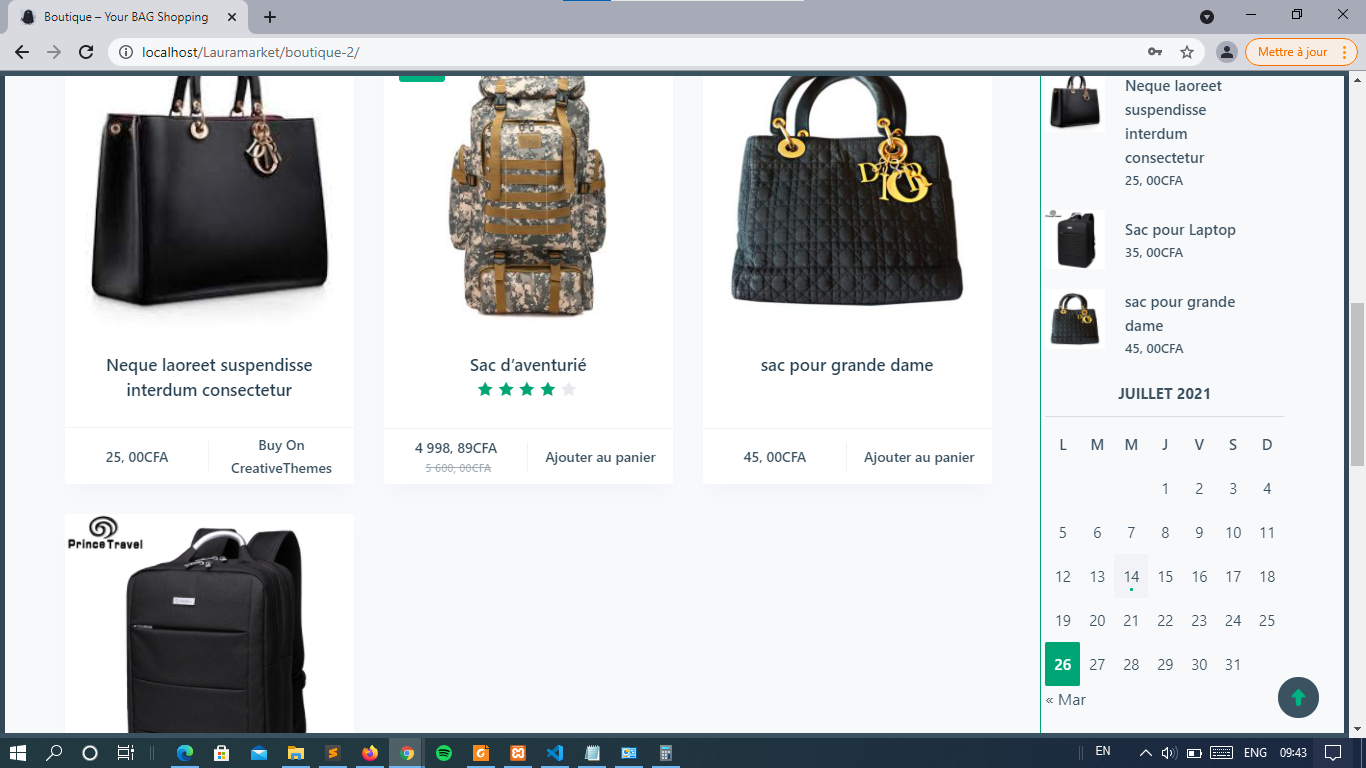 Boutique – Your BAG Shopping
localhost/Lauramarket/boutique-2/
Mettre à jour
DIOR
Neque laoreet suspendisse
interdum consectetur
25, 00CFA
Buy On
CreativeThemes
Sac d’aventurié
4 998, 89CFA
5 600, 00CFA
Ajouter au panier
sac pour grande dame
45, 00CFA
Ajouter au panier
PrinceTravel
Neque laoreet
suspendisse
interdum
consectetur
25, 00CFA
Sac pour Laptop
35, 00CFA
sac pour grande
dame
45, 00CFA
JUILLET 2021
L M M J V S D
1 2 3 4
5 6 7 8 9 10 11
12 13 14 15 16 17 18
19 20 21 22 23 24 25
26 27 28 29 30 31
« Mar
EN
ENG
09:43